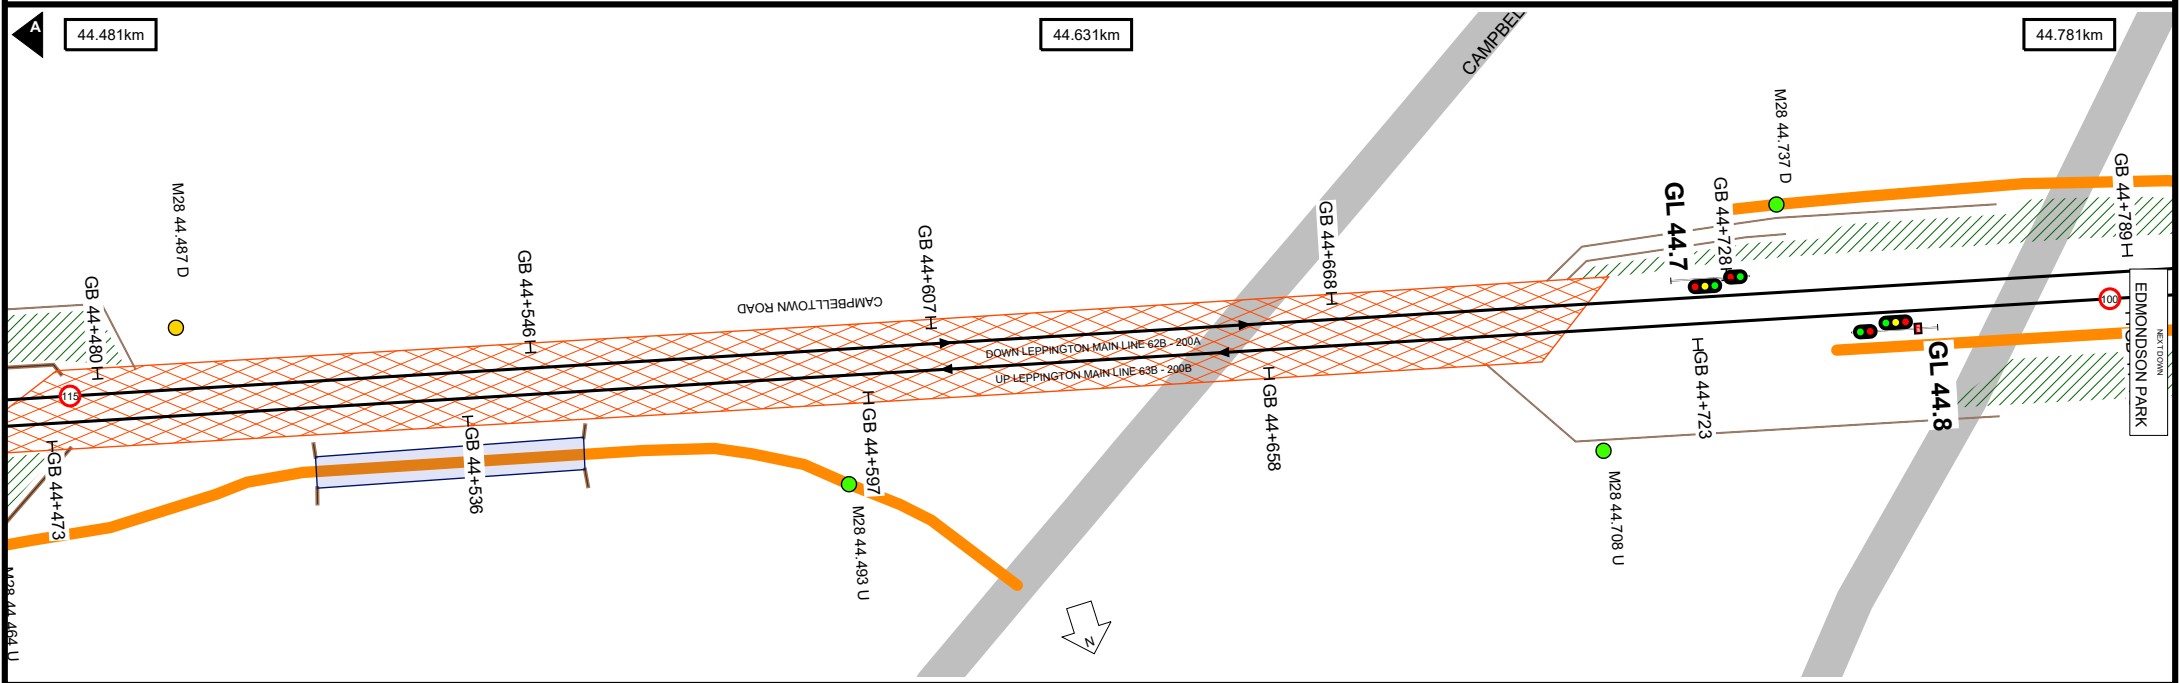 A
44.481km
44.631km
44.781km
CAMPBEL
M28 44.487 D
M28 44.737 D
GB 44+480
GB 44+546
GB 44+607
GB 44+668
GL 44.7
GB 44+728
GB 44+789
CAMPBELLTOWN ROAD
DOWN LEPPINGTON MAIN LINE 62B - 200A
UP LEPPINGTON MAIN LINE 63B - 200B
115
100
EDMONDSON PARK
NEXT DOWN
GL 44.8
GB 44+473
GB 44+536
GB 44+597
GB 44+658
GB 44+723
M28 44.464 U
M28 44.493 U
M28 44.708 U
N